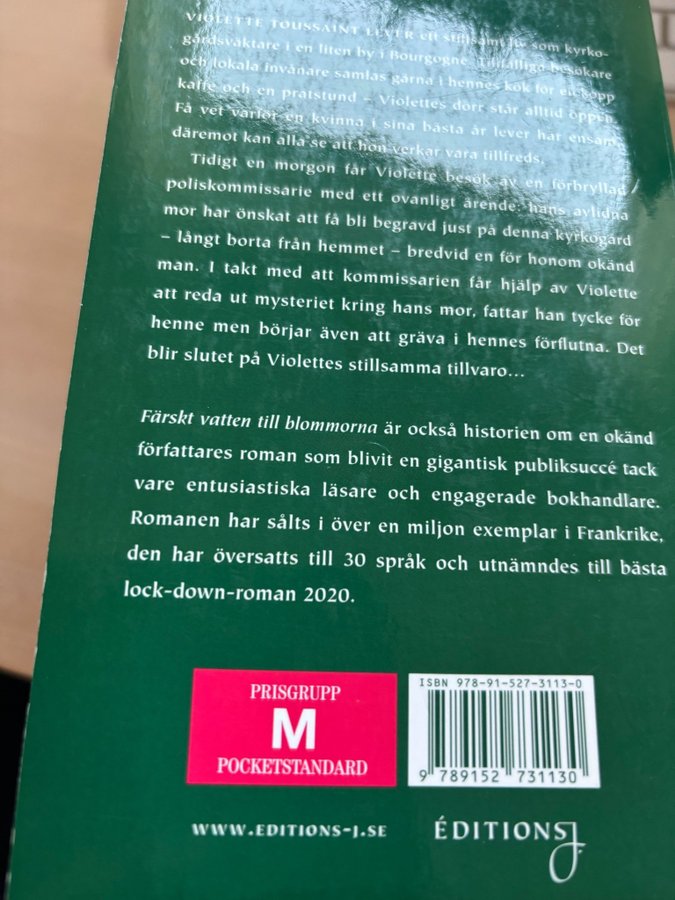 VIOLETTE TOUSSAINT LEVER ett stillsamt liv som kyrko-
gårdsväktare i en liten by i Bourgogne. Tillfälliga besökare
och lokala invånare samlas gärna i hennes kök för en kopp
kaffe och en pratstund – Violettes dörr står alltid öppen.
Få vet varför en kvinna i sina bästa år lever här ensam,
däremot kan alla se att hon verkar vara tillfreds.
Tidigt en morgon får Violette besök av en förbryllad
poliskommissarie med ett ovanligt ärende: hans avlidna
mor har önskat att få bli begravd just på denna kyrkogård
– långt borta från hemmet – bredvid en för honom okänd
man. I takt med att kommissarien får hjälp av Violette
att reda ut mysteriet kring hans mor, fattar han tycke för
henne men börjar även att gräva i hennes förflutna. Det
blir slutet på Violettes stillsamma tillvaro...
Färskt vatten till blommorna är också historien om en okänd
författares roman som blivit en gigantisk publiksuccé tack
vare entusiastiska läsare och engagerade bokhandlare.
Romanen har sålts i över en miljon exemplar i Frankrike,
den har översatts till 30 språk och utnämndes till bästa
lock-down-roman 2020.
PRISGRUPP
M
POCKETSTANDARD
ISBN 978-91-527-3113-0
9 789152 731130
WWW.EDITIONS-J.SE
ÉDITIONS J.